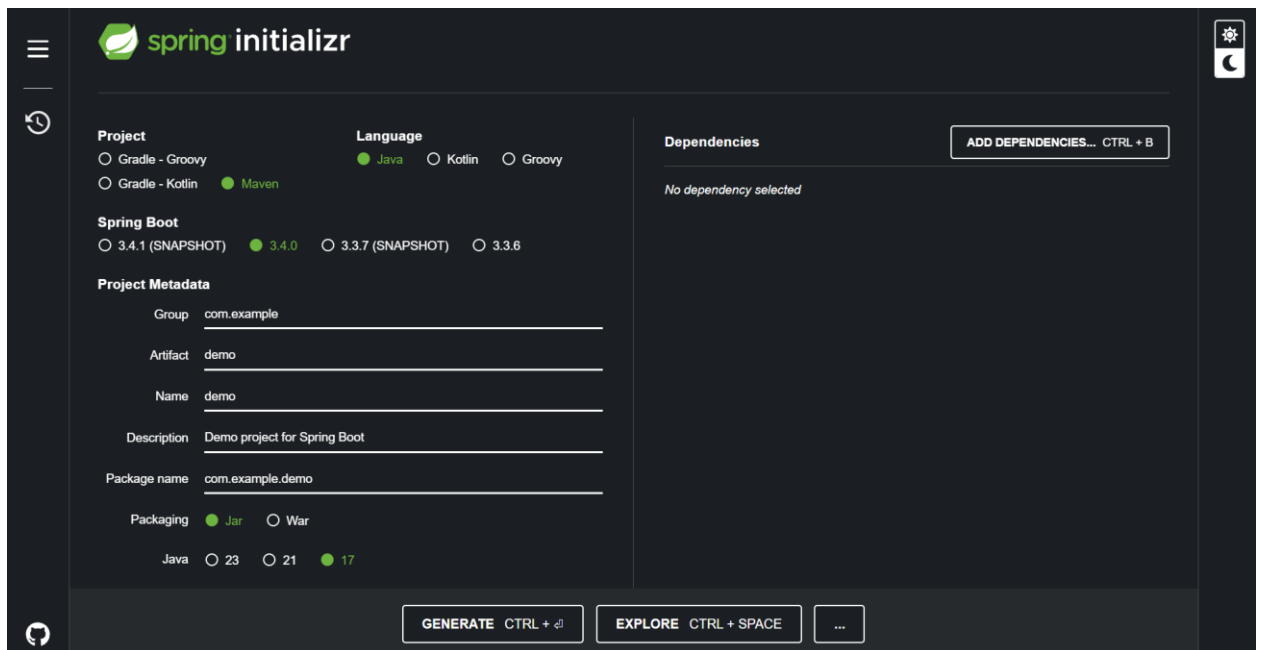 spring initializr
Project
Gradle - Groovy
Gradle - Kotlin Maven
Language
Java Kotlin Groovy
Spring Boot
3.4.1 (SNAPSHOT) 3.4.0 3.3.7 (SNAPSHOT) 3.3.6
Project Metadata
Group com.example
Artifact demo
Name demo
Description Demo project for Spring Boot
Package name com.example.demo
Packaging Jar War
Java 23 21 17
Dependencies ADD DEPENDENCIES... CTRL + B
No dependency selected
GENERATE CTRL + ⏎ EXPLORE CTRL + SPACE ...